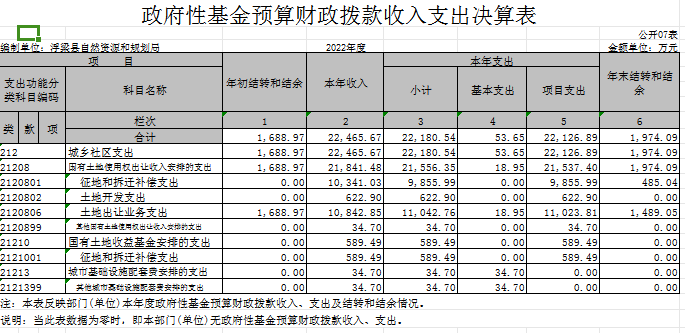 政府性基金预算财政拨款收入支出决算表
公开07表
编制单位：浮梁县自然资源和规划局 2022年度 金额单位：万元
项 目 年初结转和结余 本年收入 本年支出 年末结转和结余
支出功能分类科目编码 科目名称 小计 基本支出 项目支出
类 款 项 栏次 1 2 3 4 5 6
合计 1,688.97 22,465.67 22,180.54 53.65 22,126.89 1,974.09
212 城乡社区支出 1,688.97 22,465.67 22,180.54 53.65 22,126.89 1,974.09
21208 国有土地使用权出让收入安排的支出 1,688.97 21,841.48 21,556.35 18.95 21,537.40 1,974.09
2120801 征地和拆迁补偿支出 0.00 10,341.03 9,855.99 0.00 9,855.99 485.04
2120802 土地开发支出 0.00 622.90 622.90 0.00 622.90 0.00
2120806 土地出让业务支出 1,688.97 10,842.85 11,042.76 18.95 11,023.81 1,489.05
2120899 其他国有土地使用权出让收入安排的支出 0.00 34.70 34.70 0.00 34.70 0.00
21210 国有土地收益基金安排的支出 0.00 589.49 589.49 0.00 589.49 0.00
2121001 征地和拆迁补偿支出 0.00 589.49 589.49 0.00 589.49 0.00
21213 城市基础设施配套费安排的支出 0.00 34.70 34.70 34.70 0.00 0.00
2121399 其他城市基础设施配套费安排的支出 0.00 34.70 34.70 34.70 0.00 0.00
注：本表反映部门(单位)本年度政府性基金预算财政拨款收入、支出及结转和结余情况。
说明：当此表数据为零时，即本部门(单位)无政府性基金预算财政拨款收入、支出。